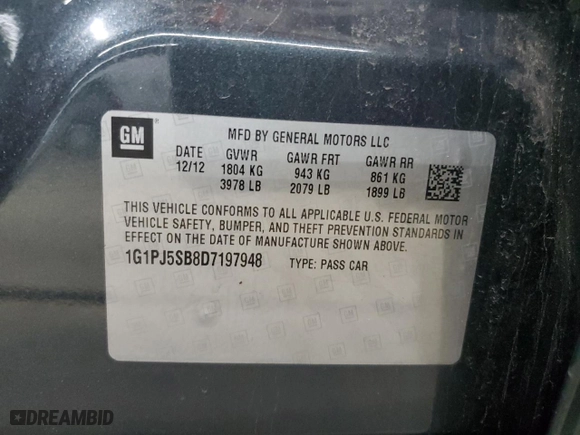 GM
MFD BY GENERAL MOTORS LLC
DATE GVWR GAWR FRT GAWR RR
12/12 1804 KG 943 KG 861 KG
3978 LB 2079 LB 1899 LB
THIS VEHICLE CONFORMS TO ALL APPLICABLE U.S. FEDERAL MOTOR
VEHICLE SAFETY, BUMPER, AND THEFT PREVENTION STANDARDS IN
EFFECT ON THE DATE OF MANUFACTURE SHOWN ABOVE.
1G1PJ5SB8D7197948 TYPE: PASS CAR
DREAMBID